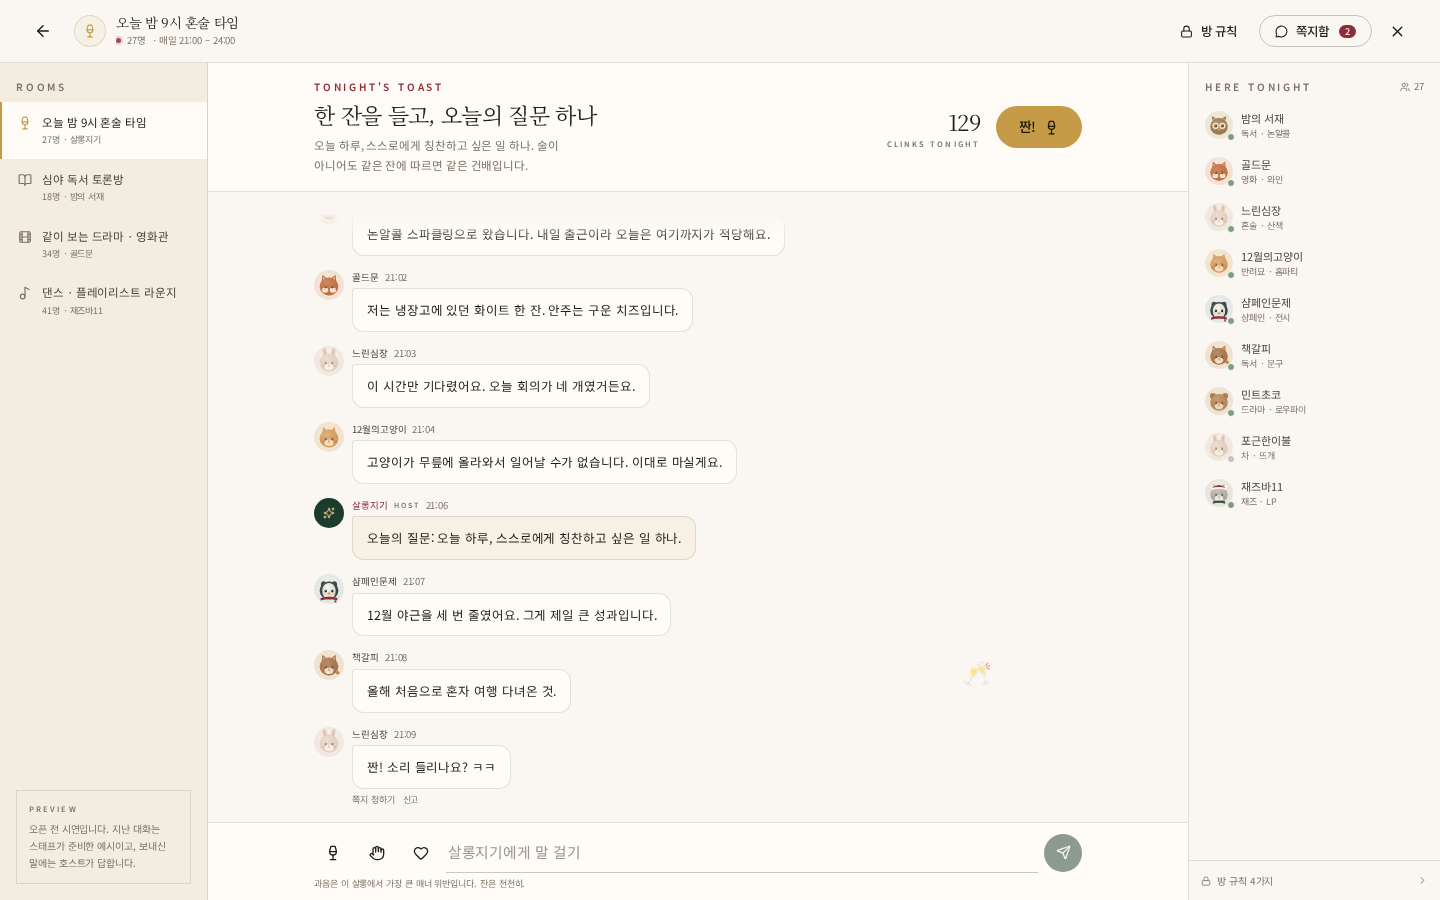 오늘 밤 9시 혼술 타임
27명 · 매일 21:00 – 24:00
방 규칙
쪽지함 2
ROOMS
오늘 밤 9시 혼술 타임
27명 · 살롱지기
심야 독서 토론방
18명 · 밤의 서재
같이 보는 드라마 · 영화관
34명 · 골드문
댄스 · 플레이리스트 라운지
41명 · 재즈바11
PREVIEW
오픈 전 시연입니다. 지난 대화는
스태프가 준비한 예시이고, 보내신
말에는 호스트가 답합니다.
TONIGHT'S TOAST
한 잔을 들고, 오늘의 질문 하나
오늘 하루, 스스로에게 칭찬하고 싶은 일 하나. 술이
아니어도 같은 잔에 따르면 같은 건배입니다.
129
CLINKS TONIGHT
짠!
논알콜 스파클링으로 왔습니다. 내일 출근이라 오늘은 여기까지가 적당해요.
골드문 21:02
저는 냉장고에 있던 화이트 한 잔. 안주는 구운 치즈입니다.
느린심장 21:03
이 시간만 기다렸어요. 오늘 회의가 네 개였거든요.
12월의고양이 21:04
고양이가 무릎에 올라와서 일어날 수가 없습니다. 이대로 마실게요.
살롱지기 HOST 21:06
오늘의 질문: 오늘 하루, 스스로에게 칭찬하고 싶은 일 하나.
샴페인문제 21:07
12월 야근을 세 번 줄였어요. 그게 제일 큰 성과입니다.
책갈피 21:08
올해 처음으로 혼자 여행 다녀온 것.
느린심장 21:09
짠! 소리 들리나요? ㅋㅋ
쪽지 청하기 신고
살롱지기에게 말 걸기
과음은 이 살롱에서 가장 큰 매너 위반입니다. 잔은 천천히.
HERE TONIGHT 27
밤의 서재
독서 · 논알콜
골드문
영화 · 와인
느린심장
혼술 · 산책
12월의고양이
반려묘 · 홈파티
샴페인문제
샴페인 · 전시
책갈피
독서 · 문구
민트초코
드라마 · 로우파이
포근한이불
차 · 뜨개
재즈바11
재즈 · LP
방 규칙 4가지